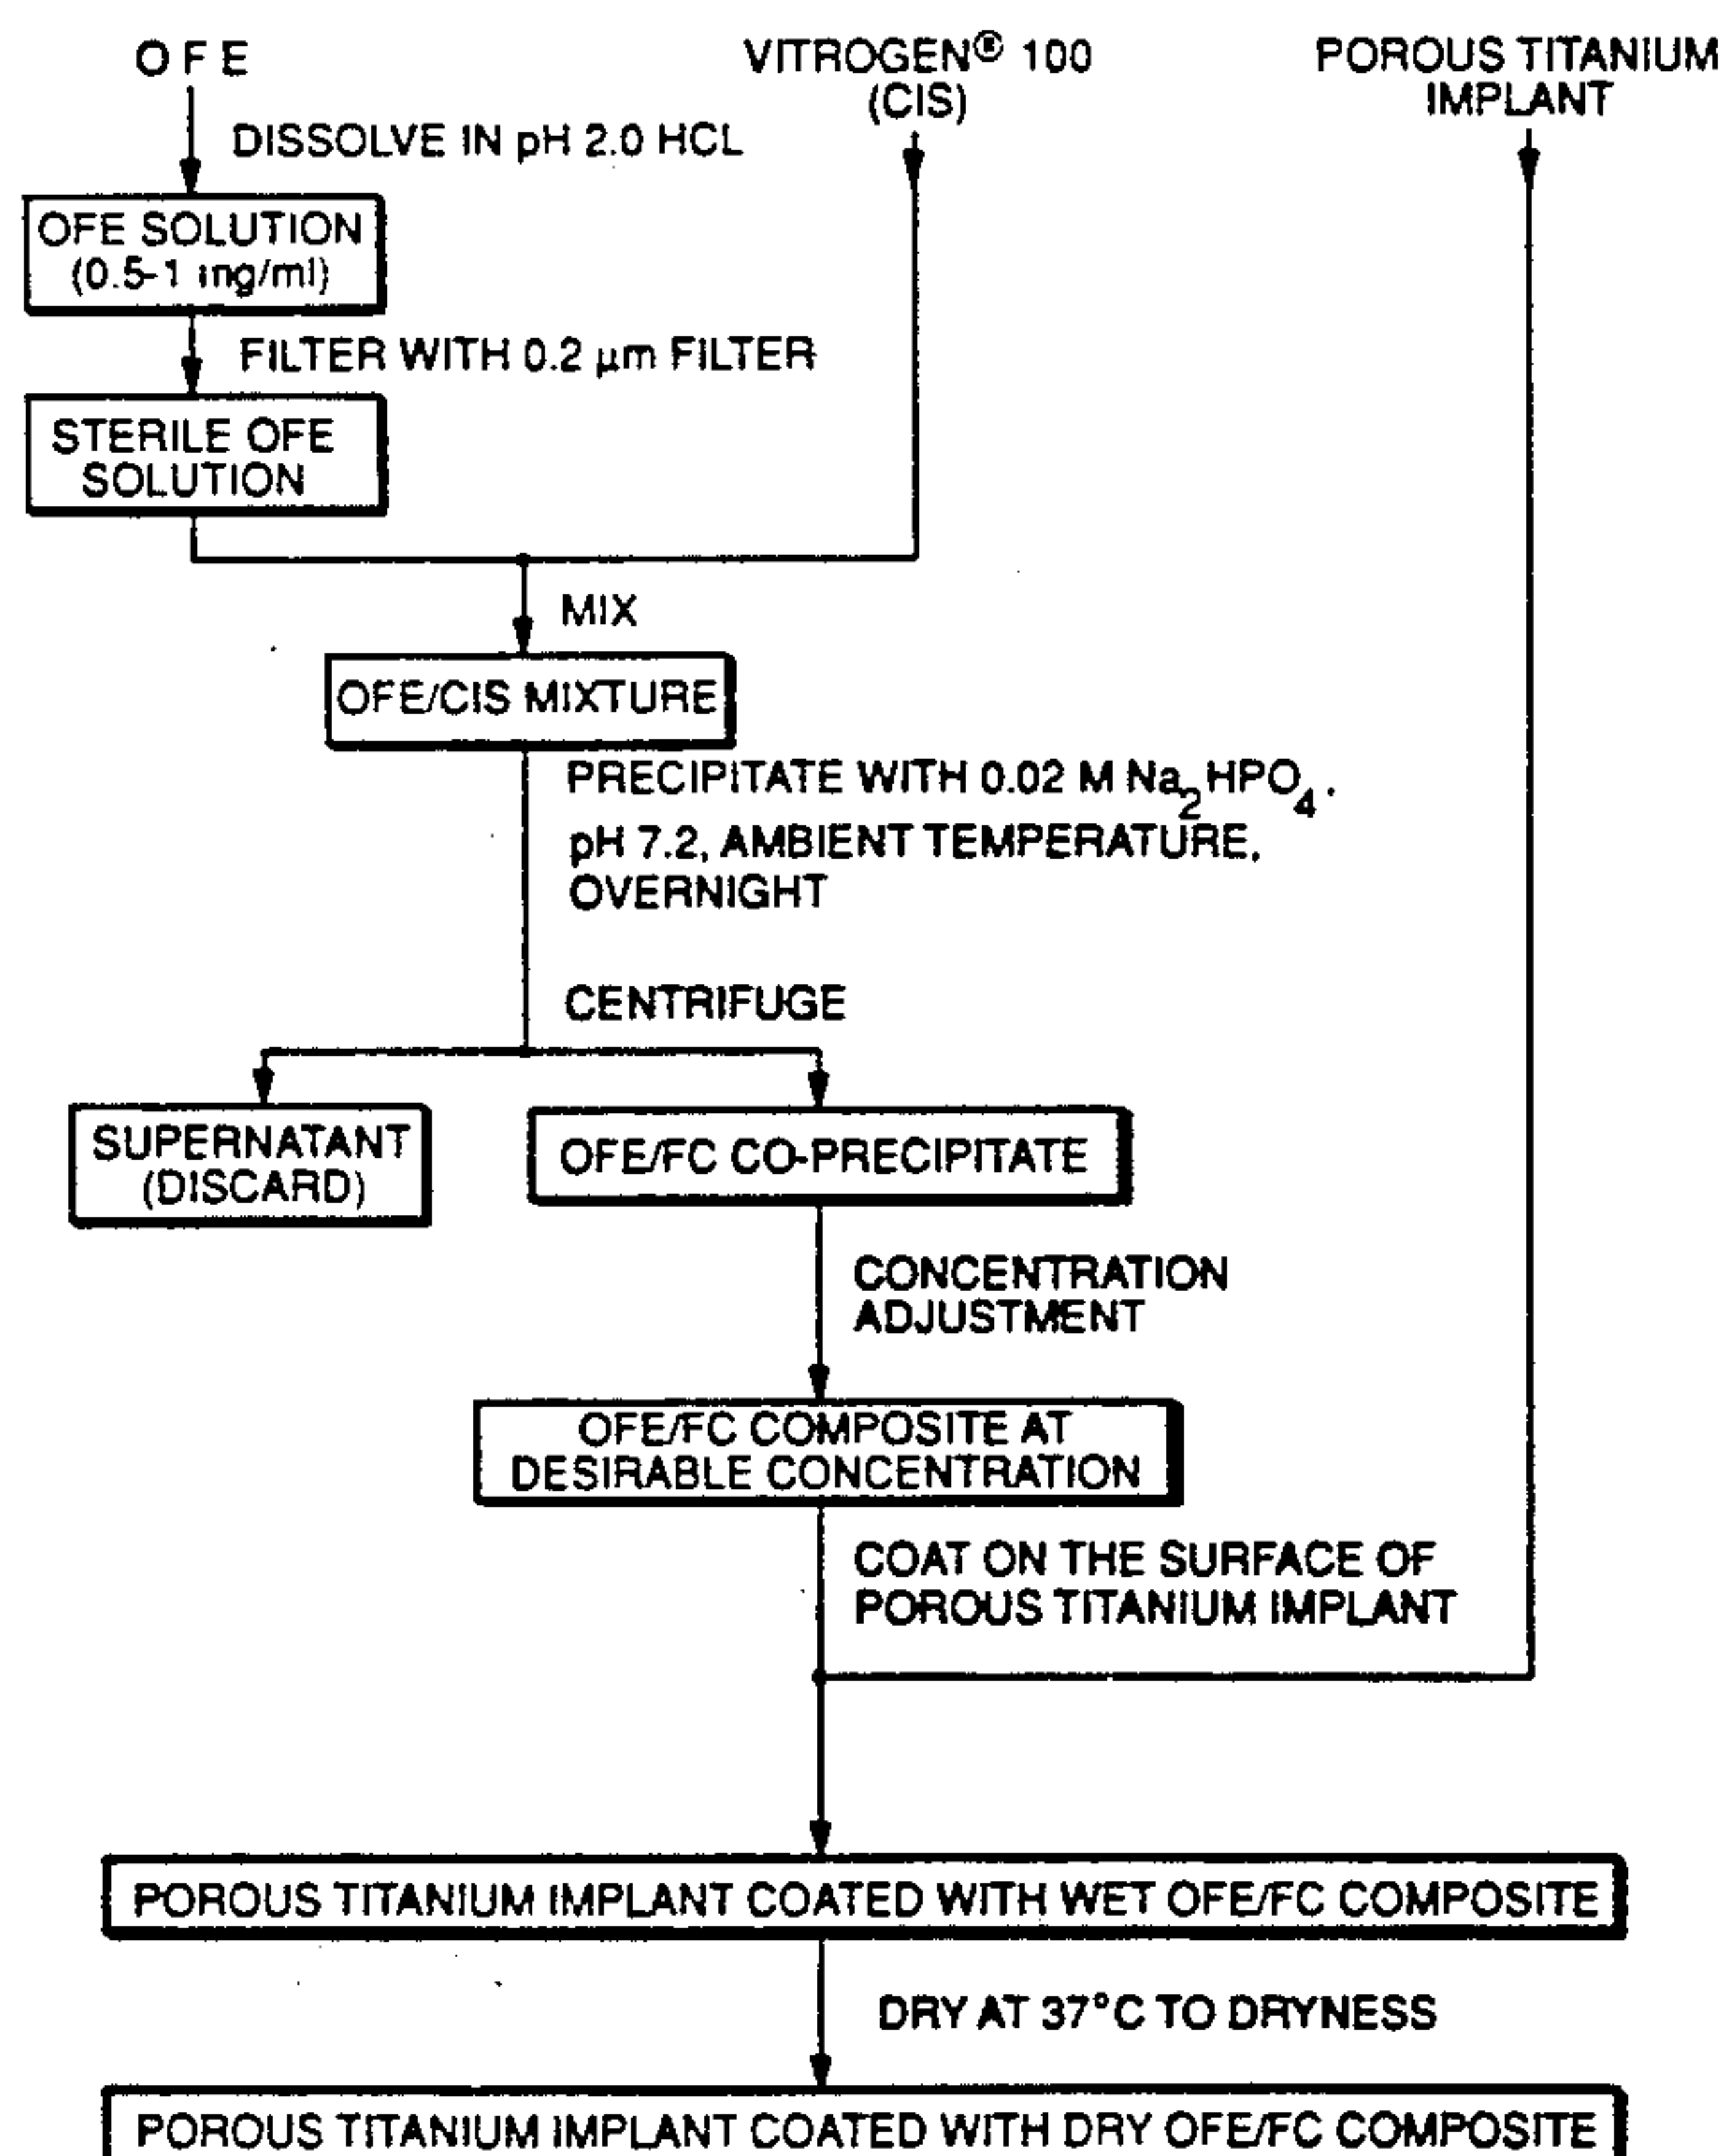 OFE
VITROGEN® 100
(CIS)
POROUS TITANIUM
IMPLANT
DISSOLVE IN pH 2.0 HCL
OFE SOLUTION
(0.5-1 mg/ml)
FILTER WITH 0.2 µm FILTER
STERILE OFE
SOLUTION
MIX
OFE/CIS MIXTURE
PRECIPITATE WITH 0.02 M Na2HPO4.
pH 7.2, AMBIENT TEMPERATURE,
OVERNIGHT
CENTRIFUGE
SUPERNATANT
(DISCARD)
OFE/FC CO-PRECIPITATE
CONCENTRATION
ADJUSTMENT
OFE/FC COMPOSITE AT
DESIRABLE CONCENTRATION
COAT ON THE SURFACE OF
POROUS TITANIUM IMPLANT
POROUS TITANIUM IMPLANT COATED WITH WET OFE/FC COMPOSITE
DRY AT 37°C TO DRYNESS
POROUS TITANIUM IMPLANT COATED WITH DRY OFE/FC COMPOSITE